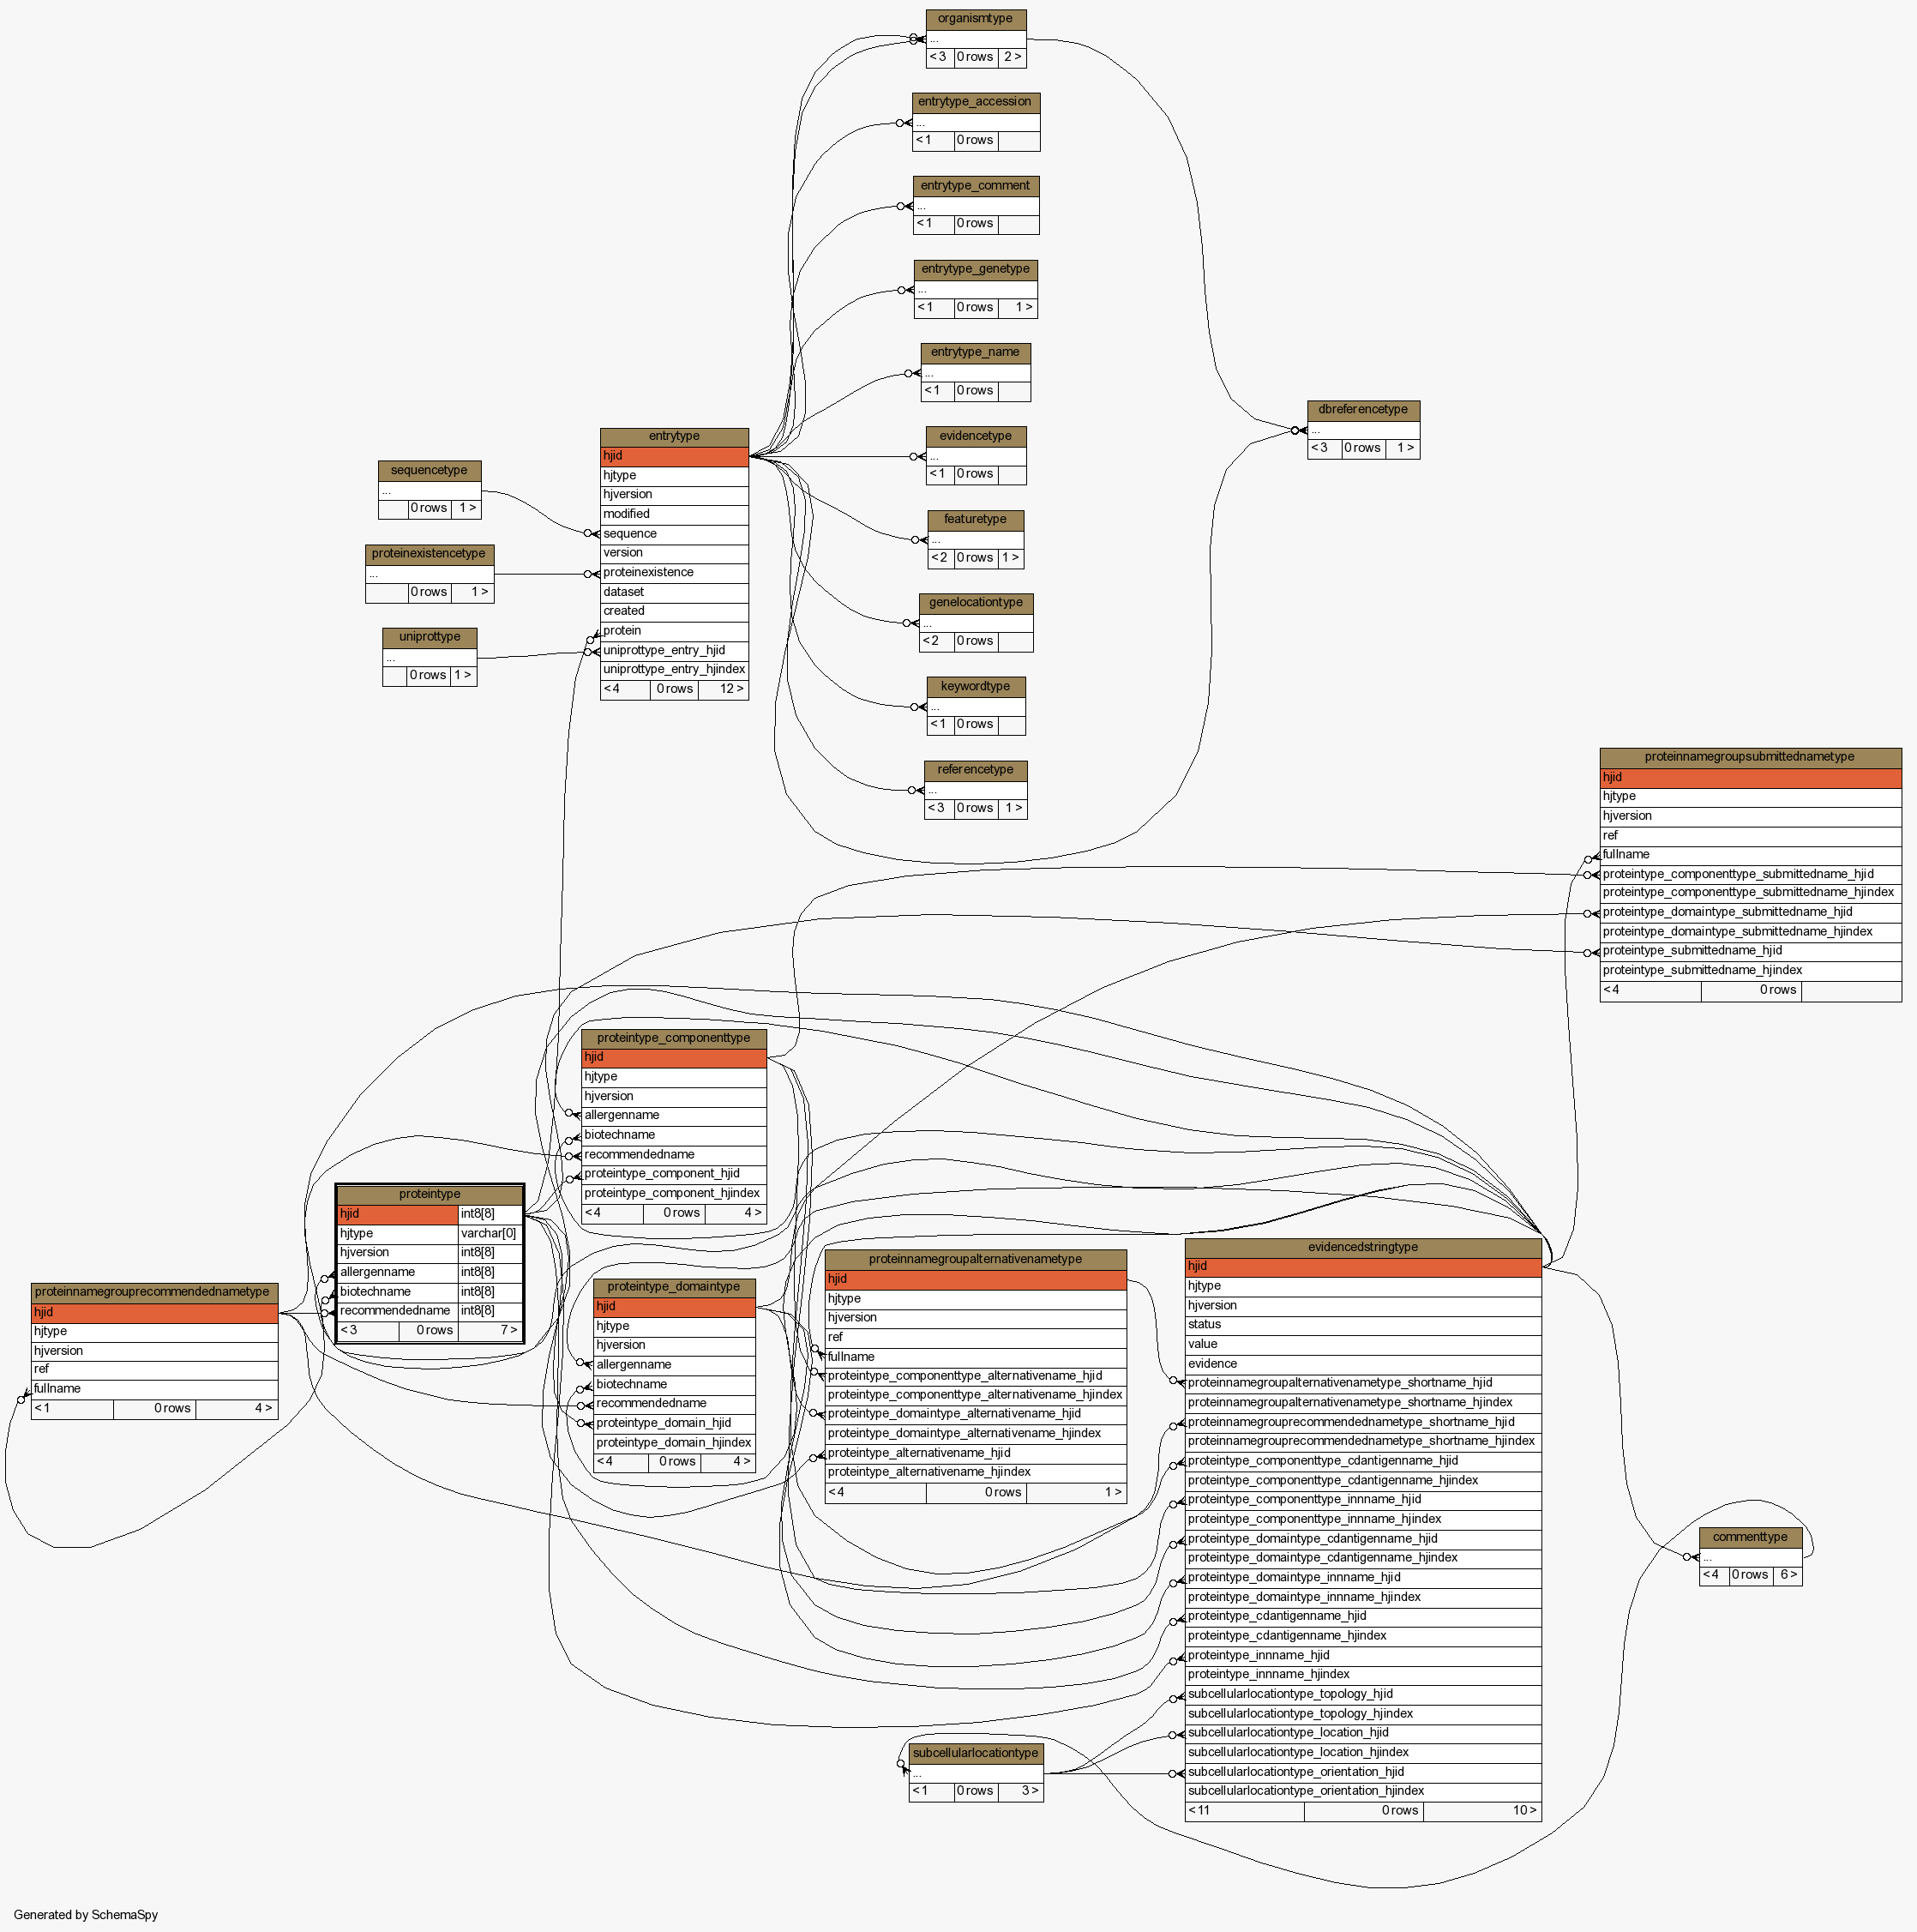 organismtype
...
< 3 0 rows 2 >
entrytype_accession
...
< 1 0 rows
entrytype_comment
...
< 1 0 rows
entrytype_genetype
...
< 1 0 rows 1 >
entrytype_name
...
< 1 0 rows
evidencetype
...
< 1 0 rows
featuretype
...
< 2 0 rows 1 >
genelocationtype
...
< 2 0 rows
keywordtype
...
< 1 0 rows
referencetype
...
< 3 0 rows 1 >
dbreferencetype
...
< 3 0 rows 1 >
entrytype
hjid
hjtype
hjversion
modified
sequence
version
proteinexistence
dataset
created
protein
uniprottype_entry_hjid
uniprottype_entry_hjindex
< 4 0 rows 12 >
sequencetype
...
0 rows 1 >
proteinexistencetype
...
0 rows 1 >
uniprottype
...
0 rows 1 >
proteinnamegroupsubmittednametype
hjid
hjtype
hjversion
ref
fullname
proteintype_componenttype_submittedname_hjid
proteintype_componenttype_submittedname_hjindex
proteintype_domaintype_submittedname_hjid
proteintype_domaintype_submittedname_hjindex
proteintype_submittedname_hjid
proteintype_submittedname_hjindex
< 4 0 rows
proteintype_componenttype
hjid
hjtype
hjversion
allergenname
biotechname
recommendedname
proteintype_component_hjid
proteintype_component_hjindex
< 4 0 rows 4 >
proteintype
hjid int8[8]
hjtype varchar[0]
hjversion int8[8]
allergenname int8[8]
biotechname int8[8]
recommendedname int8[8]
< 3 0 rows 7 >
proteinnamegrouprecommendednametype
hjid
hjtype
hjversion
ref
fullname
< 1 0 rows 4 >
proteintype_domaintype
hjid
hjtype
hjversion
allergenname
biotechname
recommendedname
proteintype_domain_hjid
proteintype_domain_hjindex
< 4 0 rows 4 >
proteinnamegroupalternativenametype
hjid
hjtype
hjversion
ref
fullname
proteintype_componenttype_alternativename_hjid
proteintype_componenttype_alternativename_hjindex
proteintype_domaintype_alternativename_hjid
proteintype_domaintype_alternativename_hjindex
proteintype_alternativename_hjid
proteintype_alternativename_hjindex
< 4 0 rows 1 >
evidencedstringtype
hjid
hjtype
hjversion
status
value
evidence
proteinnamegroupalternativenametype_shortname_hjid
proteinnamegroupalternativenametype_shortname_hjindex
proteinnamegrouprecommendednametype_shortname_hjid
proteinnamegrouprecommendednametype_shortname_hjindex
proteintype_componenttype_cdantigenname_hjid
proteintype_componenttype_cdantigenname_hjindex
proteintype_componenttype_innname_hjid
proteintype_componenttype_innname_hjindex
proteintype_domaintype_cdantigenname_hjid
proteintype_domaintype_cdantigenname_hjindex
proteintype_domaintype_innname_hjid
proteintype_domaintype_innname_hjindex
proteintype_cdantigenname_hjid
proteintype_cdantigenname_hjindex
proteintype_innname_hjid
proteintype_innname_hjindex
subcellularlocationtype_topology_hjid
subcellularlocationtype_topology_hjindex
subcellularlocationtype_location_hjid
subcellularlocationtype_location_hjindex
subcellularlocationtype_orientation_hjid
subcellularlocationtype_orientation_hjindex
< 11 0 rows 10 >
commenttype
...
< 4 0 rows 6 >
subcellularlocationtype
...
< 1 0 rows 3 >
Generated by SchemaSpy